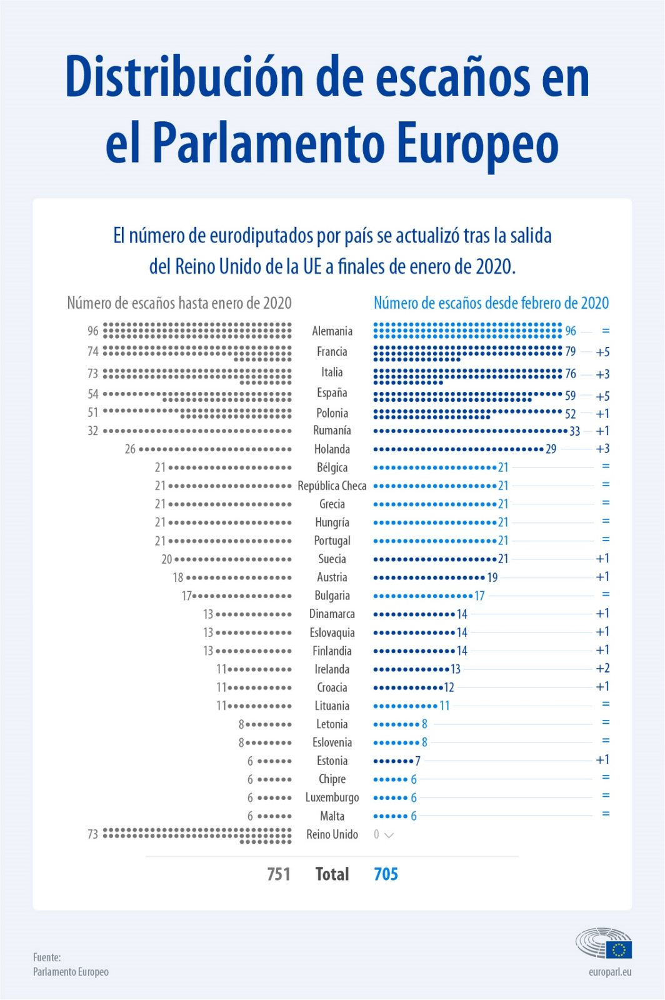 Distribución de escaños en
el Parlamento Europeo
El número de eurodiputados por país se actualizó tras la salida
del Reino Unido de la UE a finales de enero de 2020.
Número de escaños hasta enero de 2020 Número de escaños desde febrero de 2020
96 Alemania 96 =
74 Francia 79 +5
73 Italia 76 +3
54 España 59 +5
51 Polonia 52 +1
32 Rumanía 33 +1
26 Holanda 29 +3
21 Bélgica 21 =
21 República Checa 21 =
21 Grecia 21 =
21 Hungría 21 =
21 Portugal 21 =
20 Suecia 21 +1
18 Austria 19 +1
17 Bulgaria 17 =
13 Dinamarca 14 +1
13 Eslovaquia 14 +1
13 Finlandia 14 +1
11 Irelanda 13 +2
11 Croacia 12 +1
11 Lituania 11 =
8 Letonia 8 =
8 Eslovenia 8 =
6 Estonia 7 +1
6 Chipre 6 =
6 Luxemburgo 6 =
6 Malta 6 =
73 Reino Unido 0
751 Total 705
Fuente:
Parlamento Europeo
europarl.eu